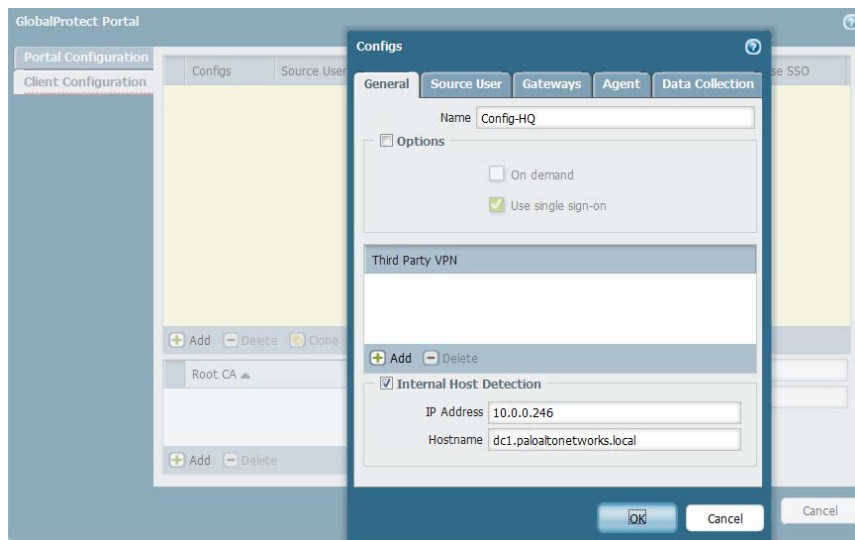 GlobalProtect Portal
Portal Configuration
Client Configuration
Configs
Source User
se SSO
Add Delete Clone
Root CA
Add Delete
Cancel
Configs
General Source User Gateways Agent Data Collection
Name Config-HQ
Options
On demand
Use single sign-on
Third Party VPN
Add Delete
Internal Host Detection
IP Address 10.0.0.246
Hostname dc1.paloaltonetworks.local
OK Cancel